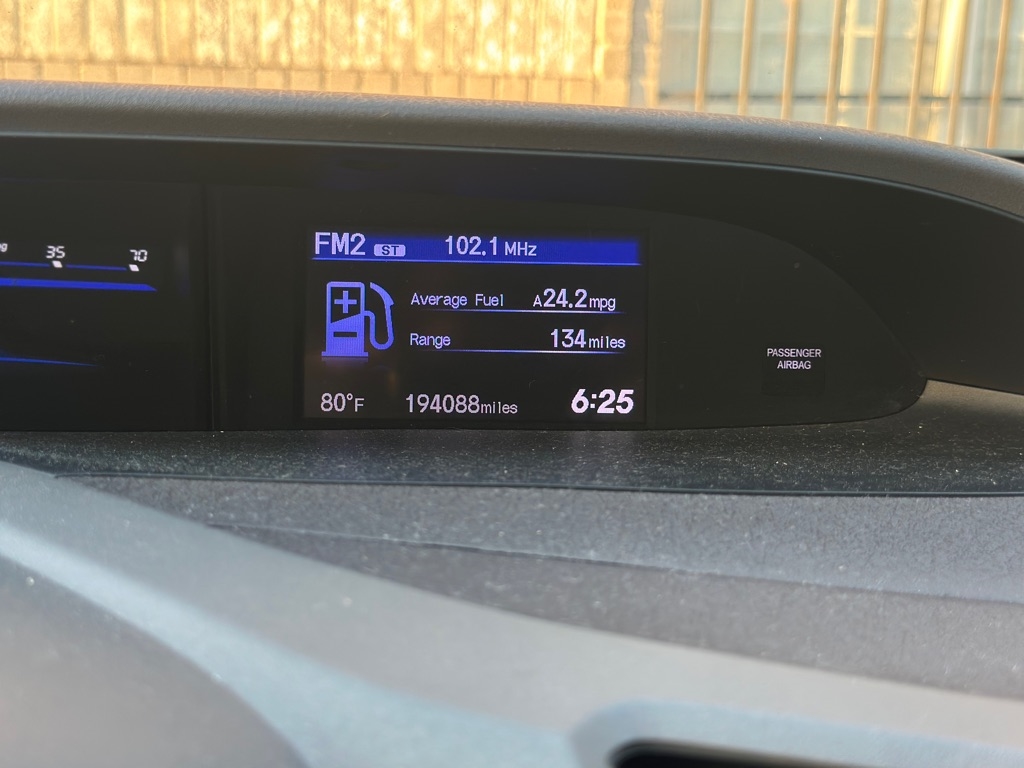 35 70
FM2 ST 102.1 MHz
Average Fuel A24.2mpg
Range 134miles
80°F 194088miles 6:25
PASSENGER
AIRBAG